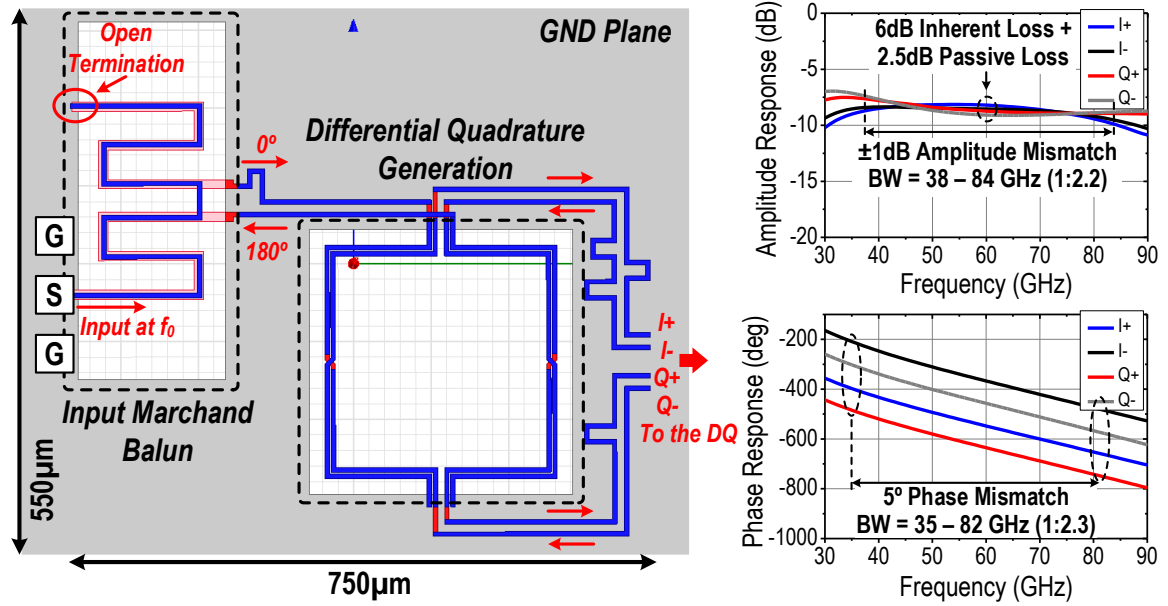 Open
Termination
GND Plane
0º
Differential Quadrature
Generation
180º
G
S
G
Input at f₀
Input Marchand
Balun
I+
I-
Q+
Q-
To the DQ
550µm
750µm
Amplitude Response (dB)
0
-5
-10
-15
-20
6dB Inherent Loss +
2.5dB Passive Loss
I+
I-
Q+
Q-
±1dB Amplitude Mismatch
BW = 38 – 84 GHz (1:2.2)
30 40 50 60 70 80 90
Frequency (GHz)
Phase Response (deg)
-200
-400
-600
-800
-1000
I+
I-
Q+
Q-
5º Phase Mismatch
BW = 35 – 82 GHz (1:2.3)
30 40 50 60 70 80 90
Frequency (GHz)